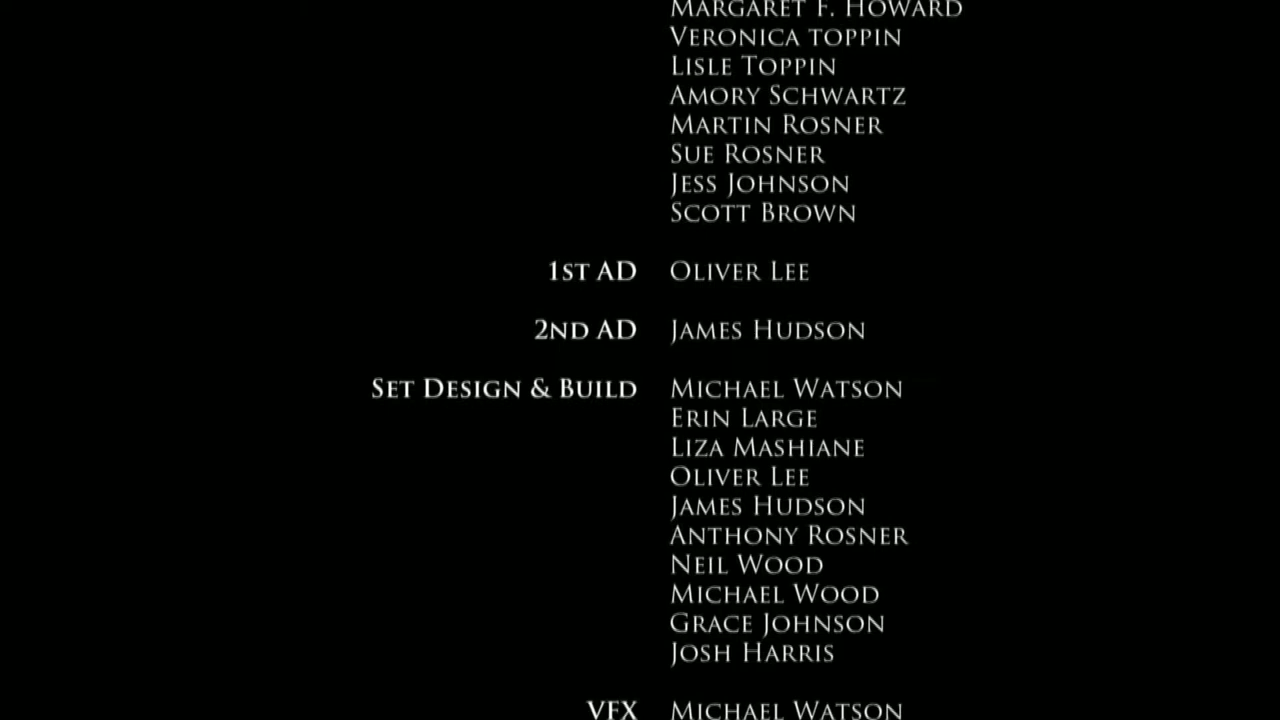 Margaret F. Howard
Veronica toppin
Lisle Toppin
Amory Schwartz
Martin Rosner
Sue Rosner
Jess Johnson
Scott Brown
1st AD Oliver Lee
2nd AD James Hudson
Set Design & Build Michael Watson
Erin Large
Liza Mashiane
Oliver Lee
James Hudson
Anthony Rosner
Neil Wood
Michael Wood
Grace Johnson
Josh Harris
VFX Michael Watson